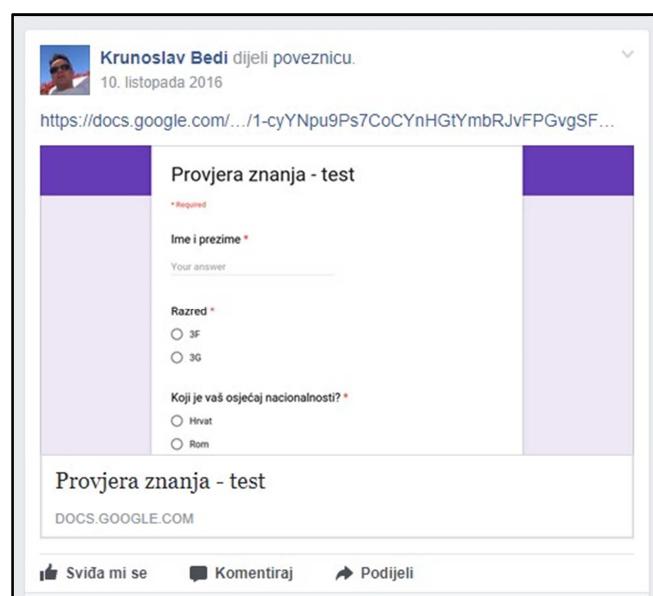 Krunoslav Bedi dijeli poveznicu.
10. listopada 2016
https://docs.google.com/.../1-cyYNpu9Ps7CoCYnHGtYmbRJvFPGvgSF...
Provjera znanja - test
* Required
Ime i prezime *
Your answer
Razred *
3F
3G
Koji je vaš osjećaj nacionalnosti? *
Hrvat
Rom
Provjera znanja - test
DOCS.GOOGLE.COM
Sviđa mi se Komentiraj Podijeli